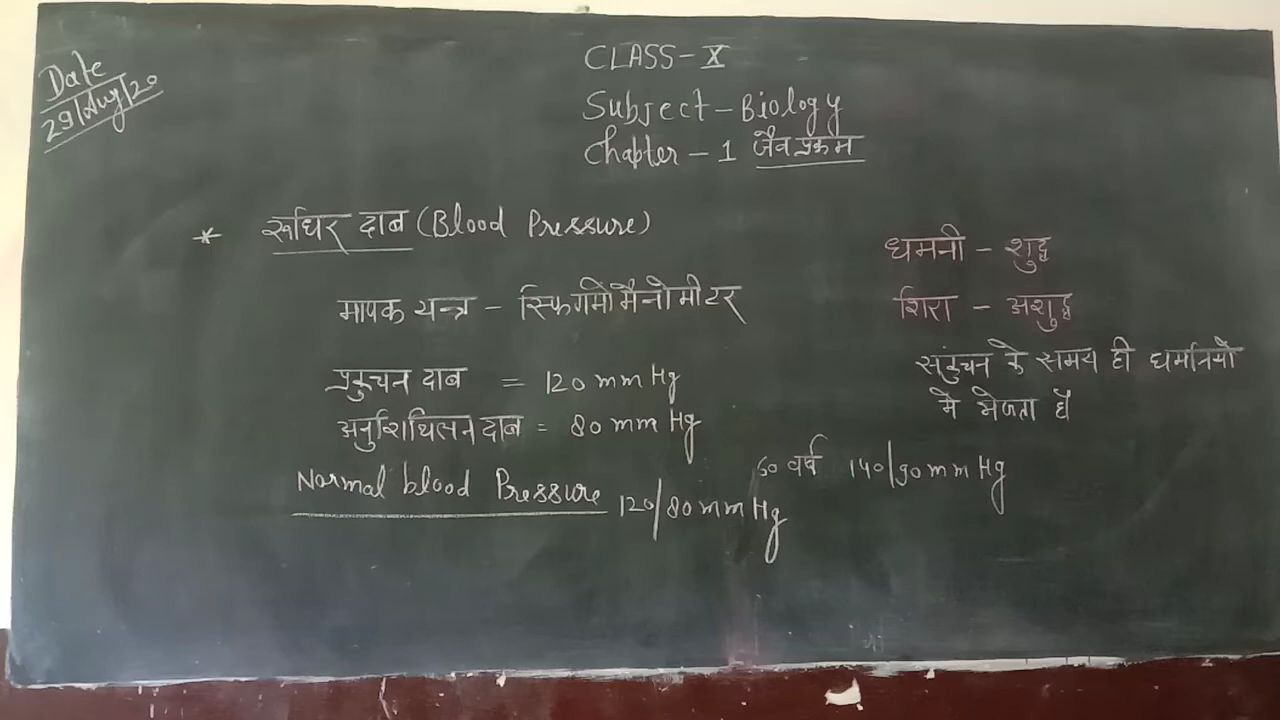 Date
29/Aug/20
CLASS - X
Subject - Biology
Chapter - 1 जैव प्रक्रम
* रूधिर दाब (Blood Pressure)
मापक यन्त्र - स्फिगमोमैनोमीटर
प्रकुचन दाब = 120 mm Hg
अनुशिथिलन दाब = 80 mm Hg
Normal blood Pressure 120/80 mm Hg
धमनी - शुद्ध
शिरा - अशुद्ध
संकुचन के समय ही धमनियो
मे भेजता है
वर्ष 140/90 mm Hg